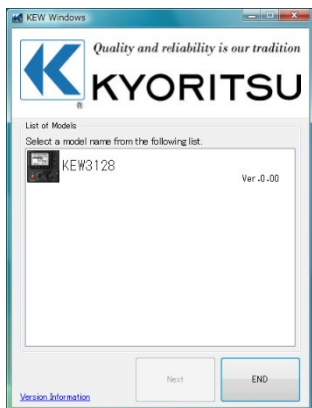 KEW Windows
Quality and reliability is our tradition
KYORITSU
®
List of Models
Select a model name from the following list.
KEW3128
Ver.0.00
Next
END
Version Information